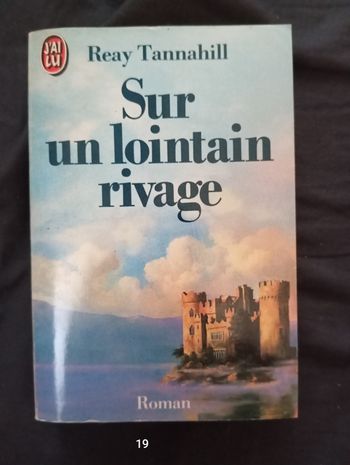 J'AI
LU
Reay Tannahill
Sur
un lointain
rivage
Roman
19